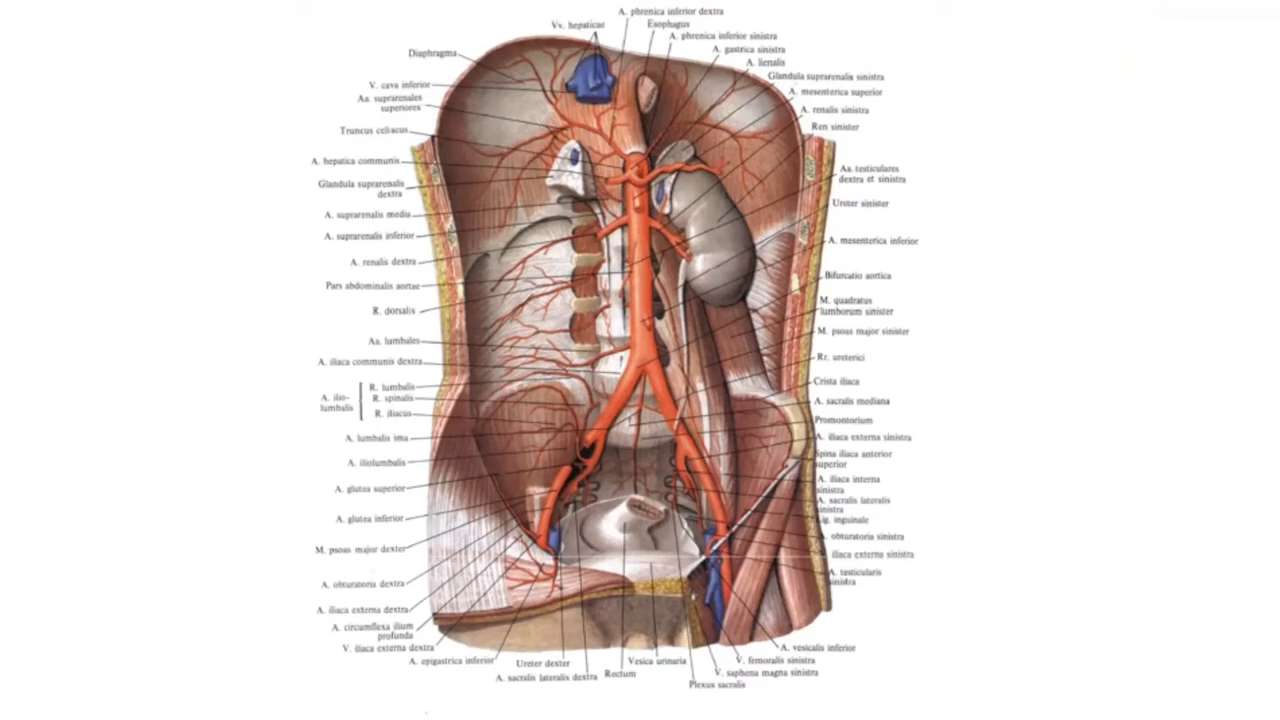 A. phrenica inferior dextra
Vv. hepaticae
Esophagus
A. phrenica inferior sinistra
Diaphragma
A. gastrica sinistra
A. lienalis
V. cava inferior
Glandula suprarenalis sinistra
Aa. suprarenales
superiores
A. mesenterica superior
A. renalis sinistra
Truncus celiacus
Ren sinister
A. hepatica communis
Aa. testiculares
dextra et sinistra
Glandula suprarenalis
dextra
Ureter sinister
A. suprarenalis media
A. suprarenalis inferior
A. mesenterica inferior
A. renalis dextra
Bifurcatio aortica
Pars abdominalis aortae
M. quadratus
lumborum sinister
R. dorsalis
M. psoas major sinister
Aa. lumbales
Rr. ureterici
A. iliaca communis dextra
Crista iliaca
A. ilio-
lumbalis
R. lumbalis
R. spinalis
R. iliacus
A. sacralis mediana
Promontorium
A. lumbalis ima
A. iliaca externa sinistra
Spina iliaca anterior
superior
A. iliolumbalis
A. iliaca interna
sinistra
A. glutea superior
A. sacralis lateralis
sinistra
A. glutea inferior
Lig. inguinale
A. obturatoria sinistra
M. psoas major dexter
iliaca externa sinistra
A. testicularis
sinistra
A. obturatoria dextra
A. iliaca externa dextra
A. circumflexa ilium
profunda
V. iliaca externa dextra
A. vesicalis inferior
A. epigastrica inferior
Ureter dexter
Vesica urinaria
V. femoralis sinistra
A. sacralis lateralis dextra
Rectum
V. saphena magna sinistra
Plexus sacralis